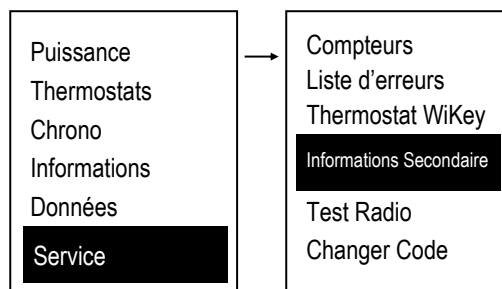 Puissance
Thermostats
Chrono
Informations
Données
Service
Compteurs
Liste d'erreurs
Thermostat WiKey
Informations Secondaire
Test Radio
Changer Code